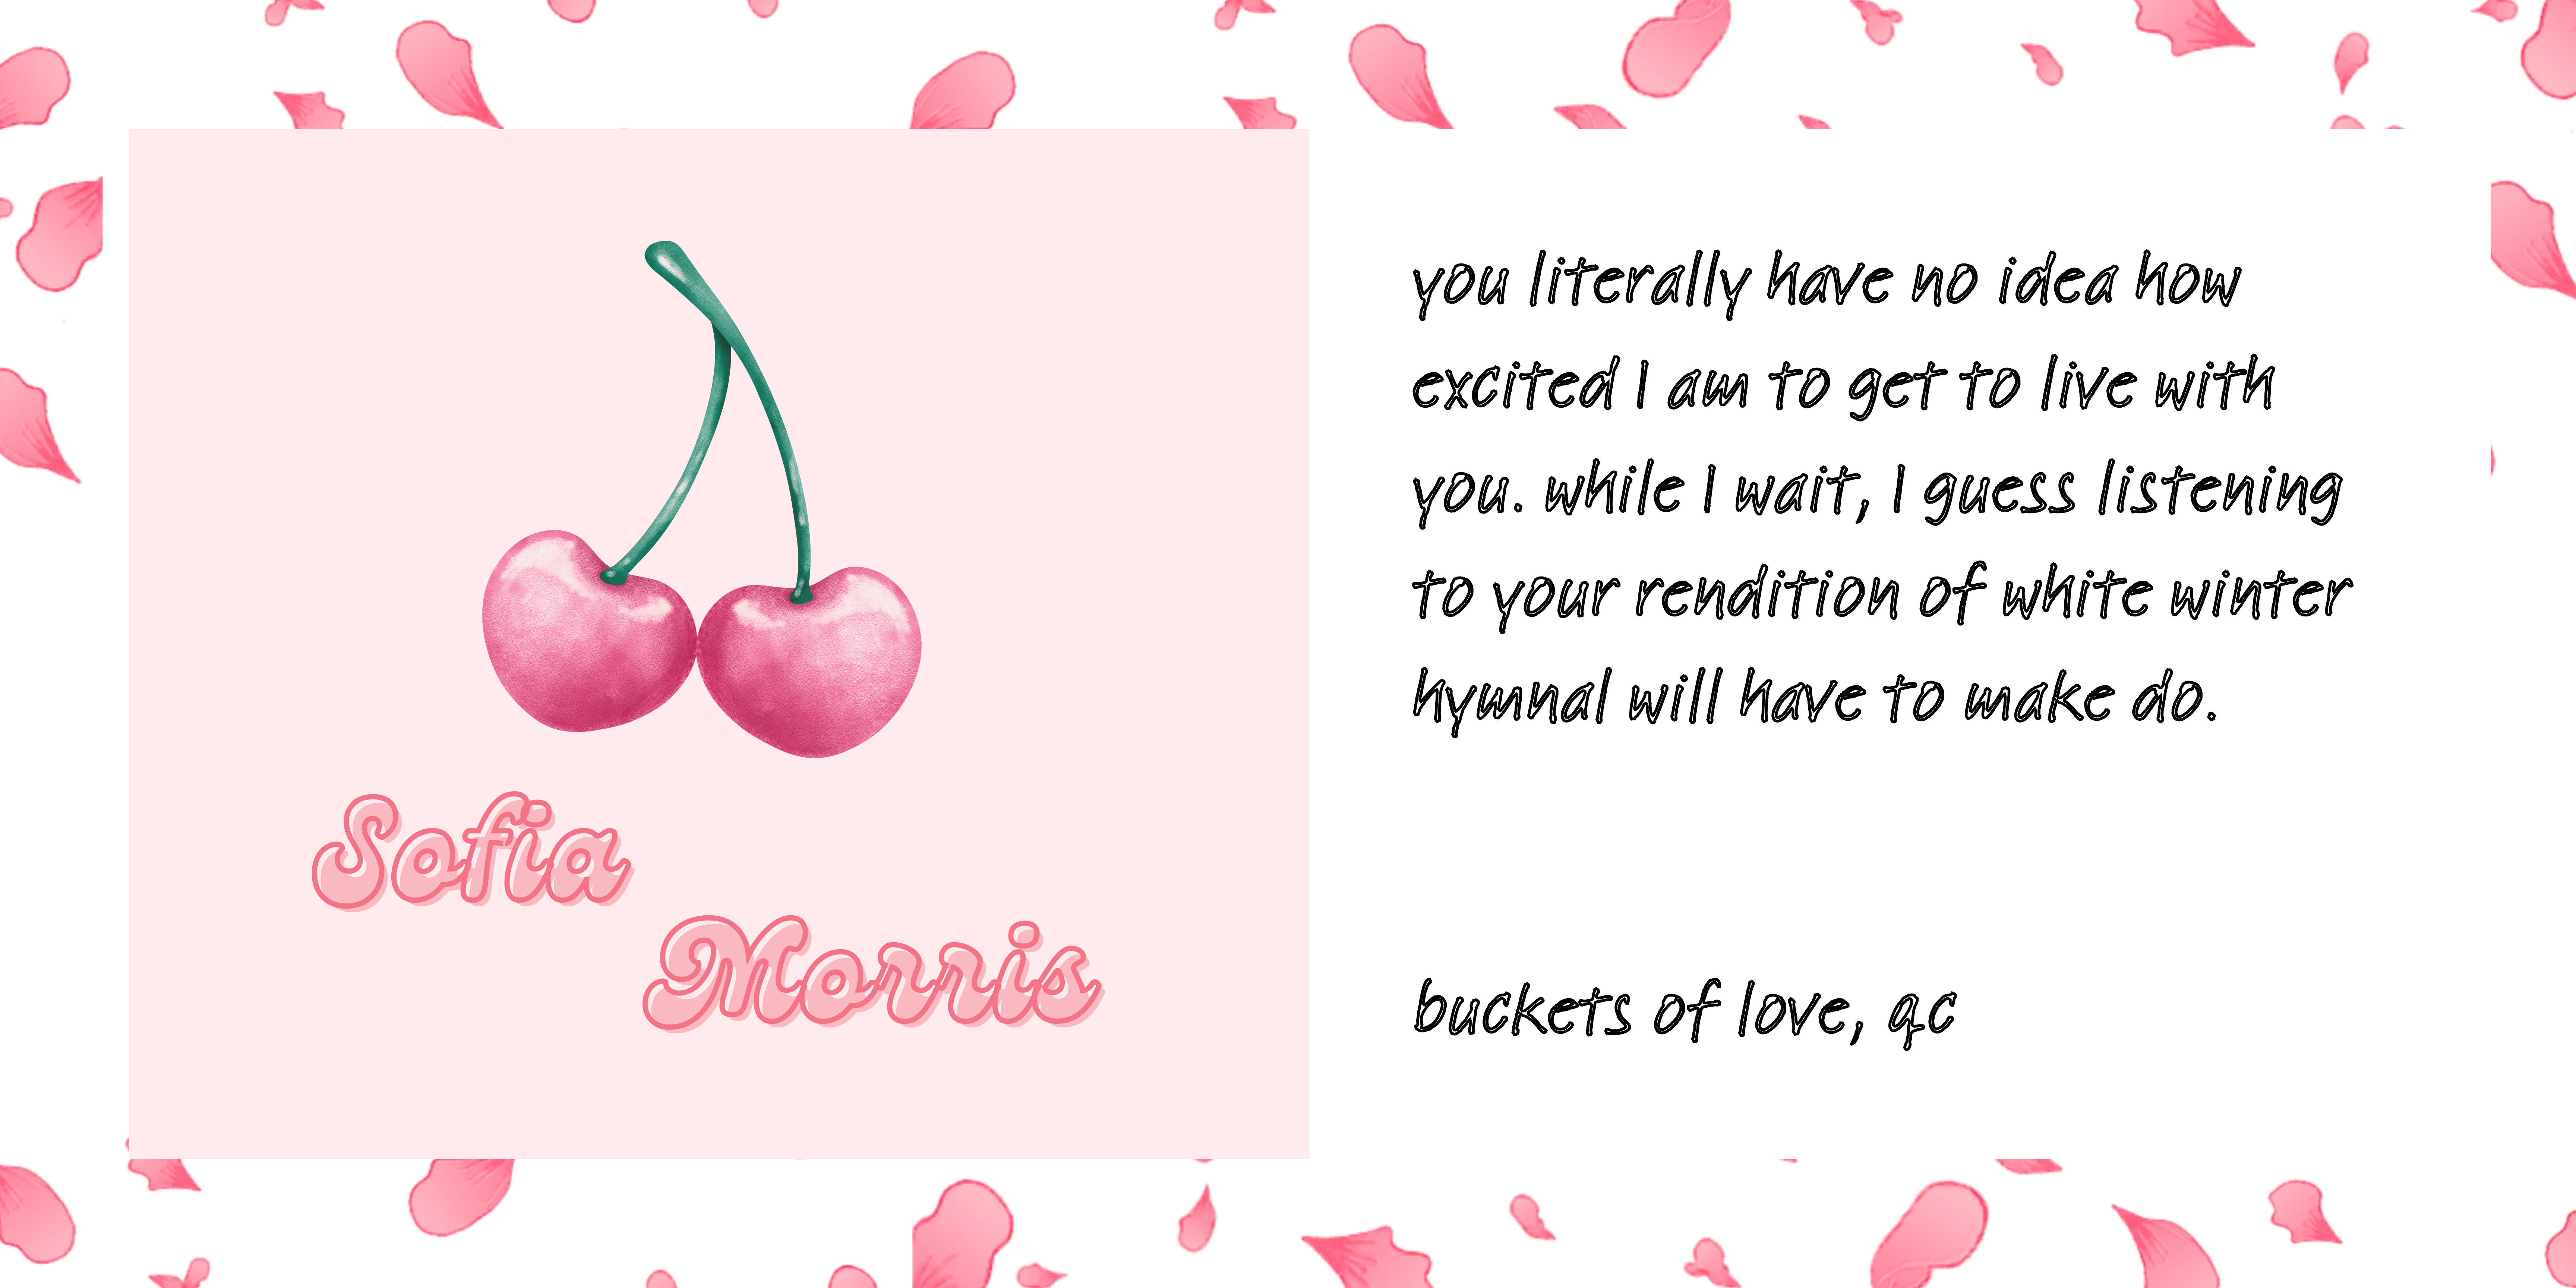 Sofia
Morris
you literally have no idea how
excited I am to get to live with
you. while I wait, I guess listening
to your rendition of white winter
hymnal will have to make do.
buckets of love, qc